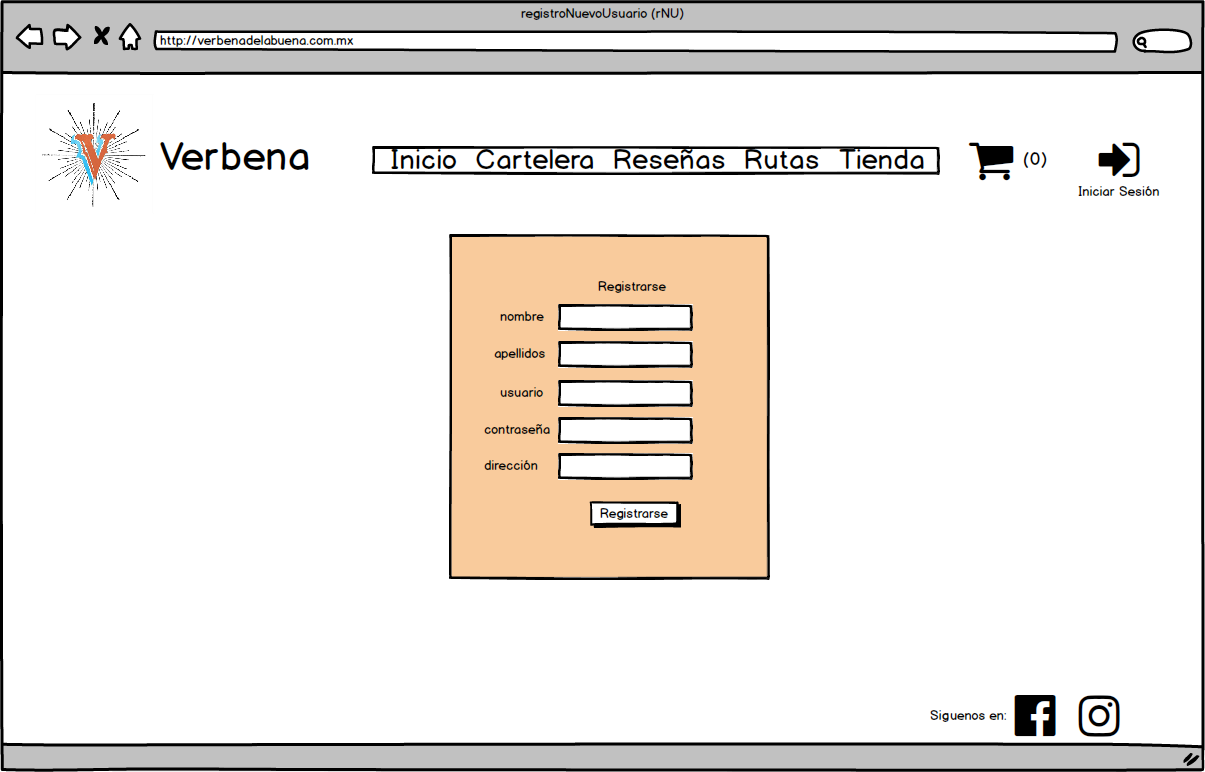 registroNuevoUsuario (rNU)
http://verbenadelabuena.com.mx
V
Verbena
Inicio Cartelera Reseñas Rutas Tienda
(0)
Iniciar Sesión
Registrarse
nombre
apellidos
usuario
contraseña
dirección
Registrarse
Siguenos en: